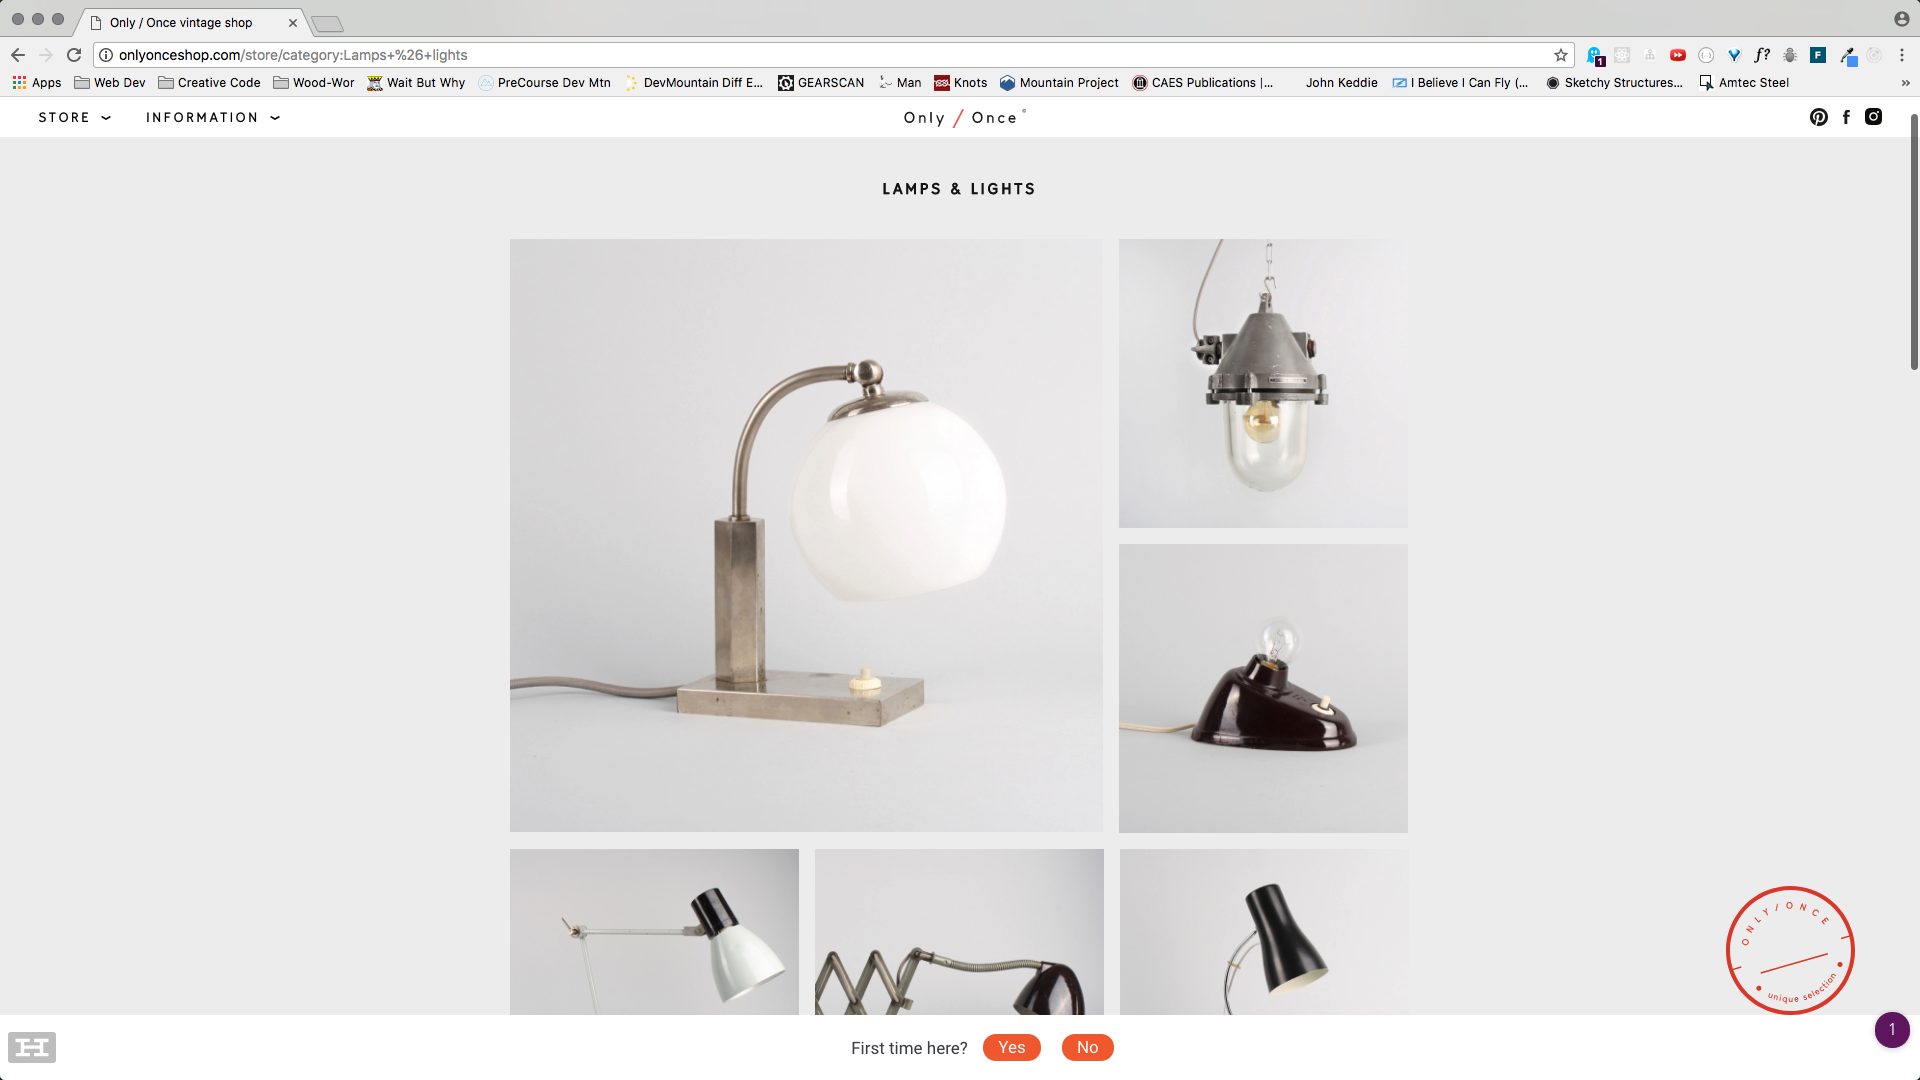 Only / Once vintage shop
onlyonceshop.com/store/category:Lamps+%26+lights
1
f?
F
Apps
Web Dev
Creative Code
Wood-Wor
Wait But Why
PreCourse Dev Mtn
DevMountain Diff E...
GEARSCAN
Man
Knots
Mountain Project
CAES Publications |...
John Keddie
I Believe I Can Fly (...
Sketchy Structures...
Amtec Steel
»
STORE
INFORMATION
Only / Once
LAMPS & LIGHTS
ONLY/ONCE
unique selection
First time here?
Yes
No
1